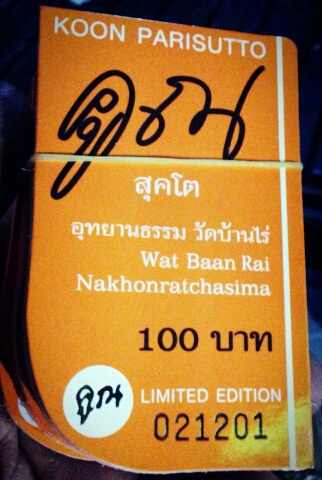 KOON PARISUTTO
คูณ
สุคโต
อุทยานธรรม วัดบ้านไร่
Wat Baan Rai
Nakhonratchasima
100 บาท
คูณ
LIMITED EDITION
021201